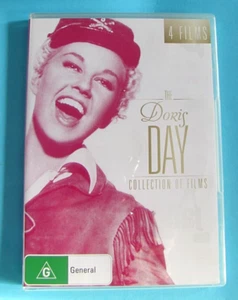 4 FILMS
THE
Doris
DAY
COLLECTION OF FILMS
G
General